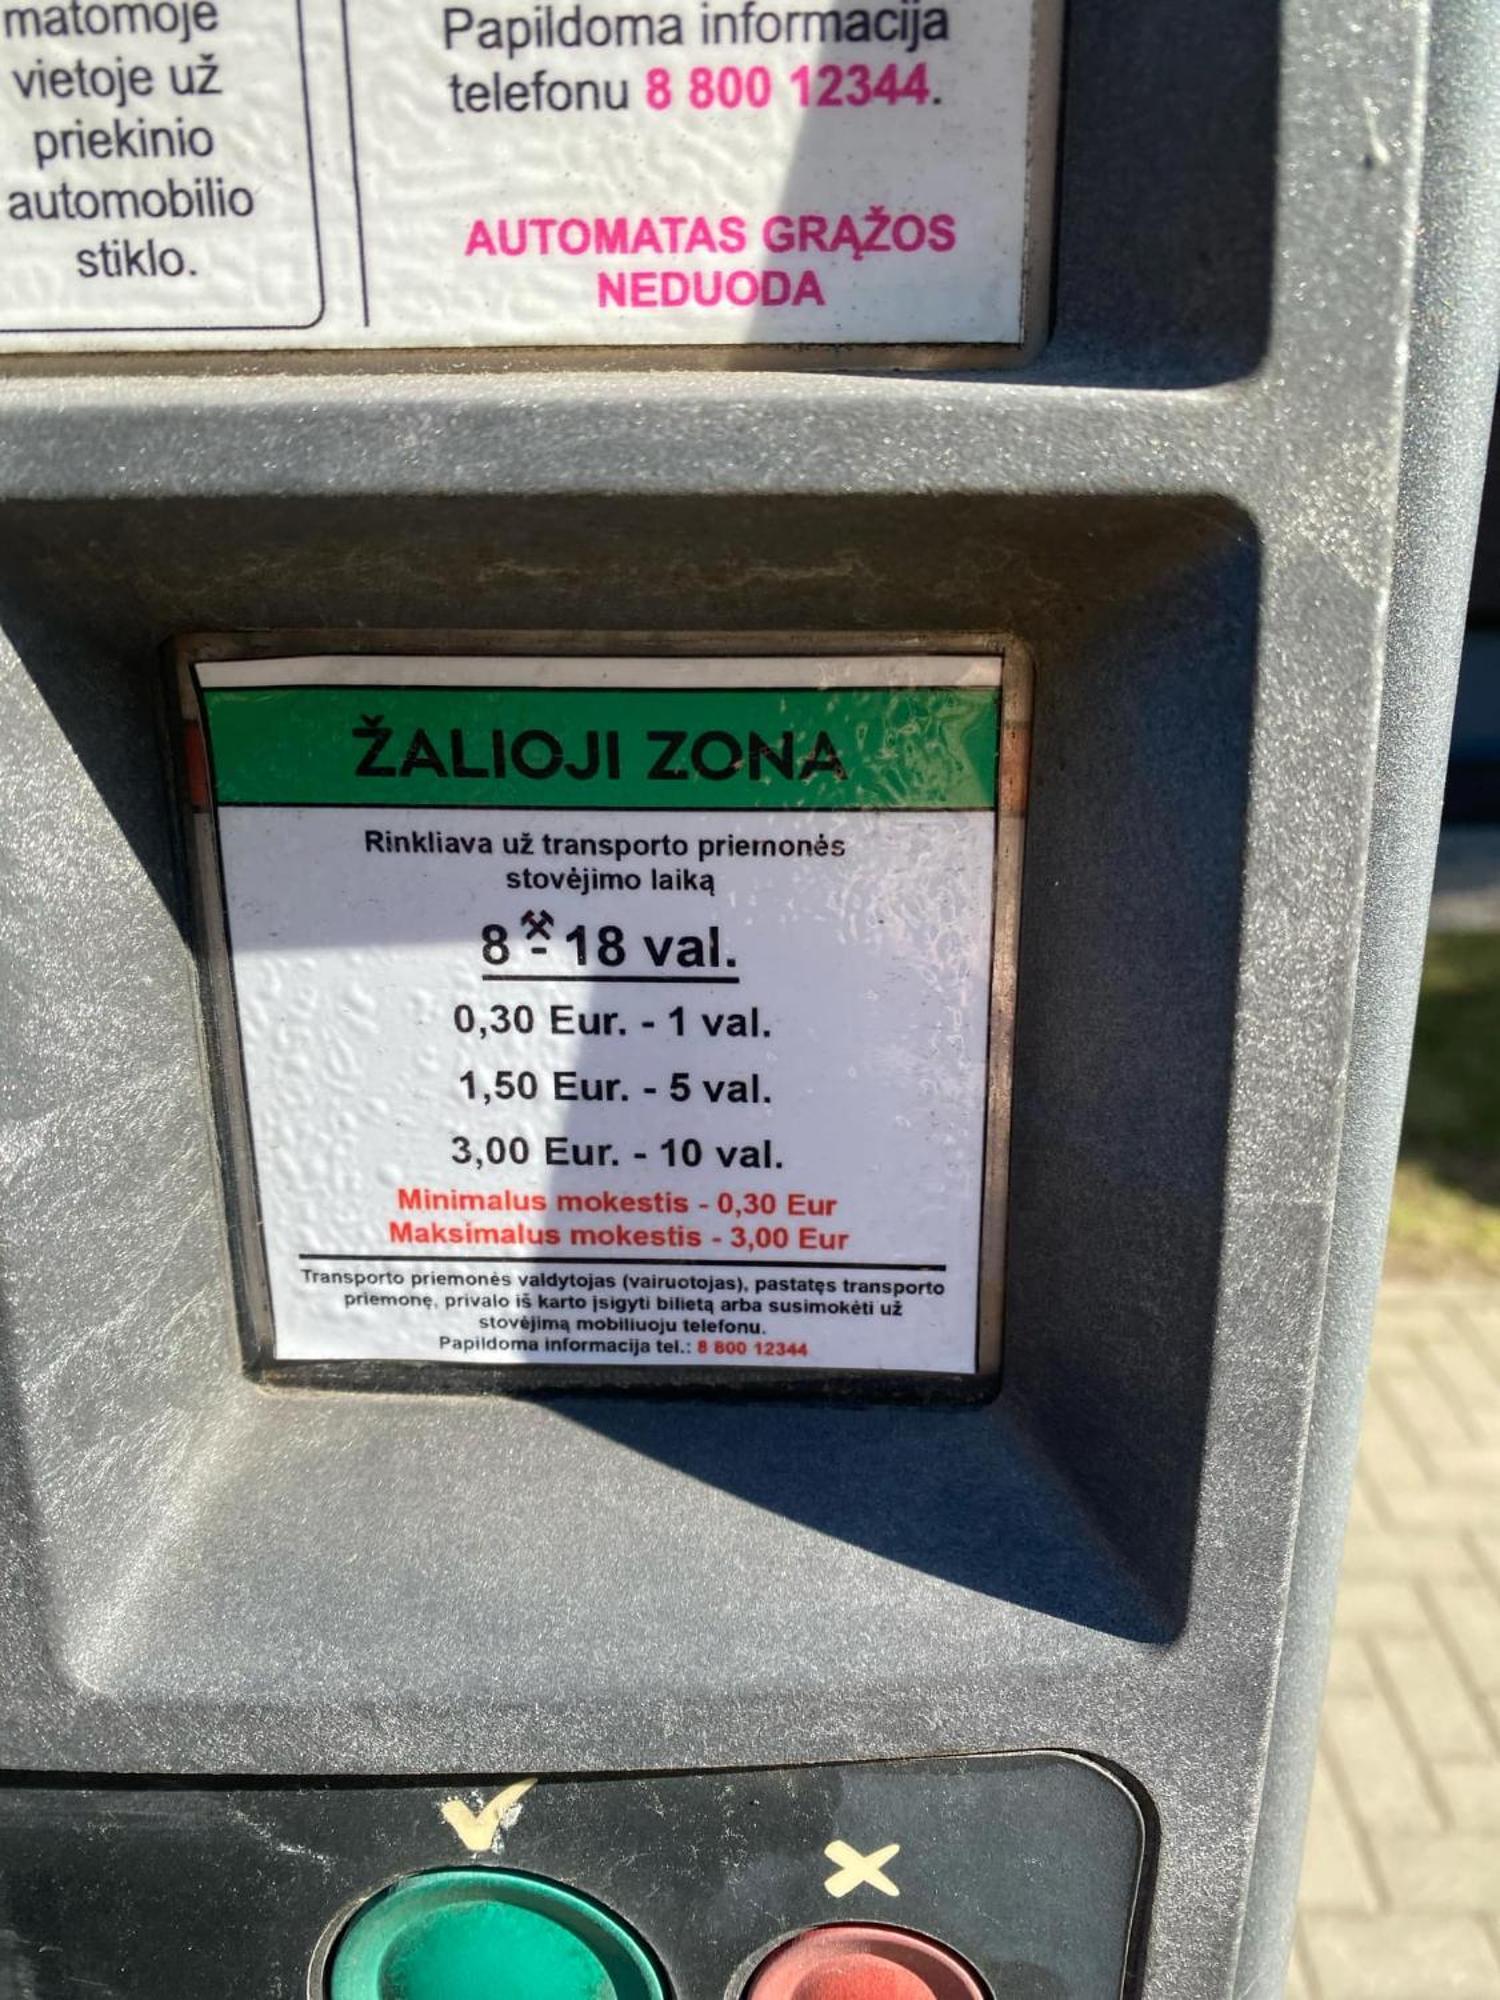 matomoje
vietoje už
priekinio
automobilio
stiklo.
Papildoma informacija
telefonu 8 800 12344.
AUTOMATAS GRĄŽOS
NEDUODA
ŽALIOJI ZONA
Rinkliava už transporto priemonės
stovėjimo laiką
8 - 18 val.
0,30 Eur. - 1 val.
1,50 Eur. - 5 val.
3,00 Eur. - 10 val.
Minimalus mokestis - 0,30 Eur
Maksimalus mokestis - 3,00 Eur
Transporto priemonės valdytojas (vairuotojas), pastatęs transporto
priemonę, privalo iš karto įsigyti bilietą arba susimokėti už
stovėjimą mobiliuoju telefonu.
Papildoma informacija tel.: 8 800 12344